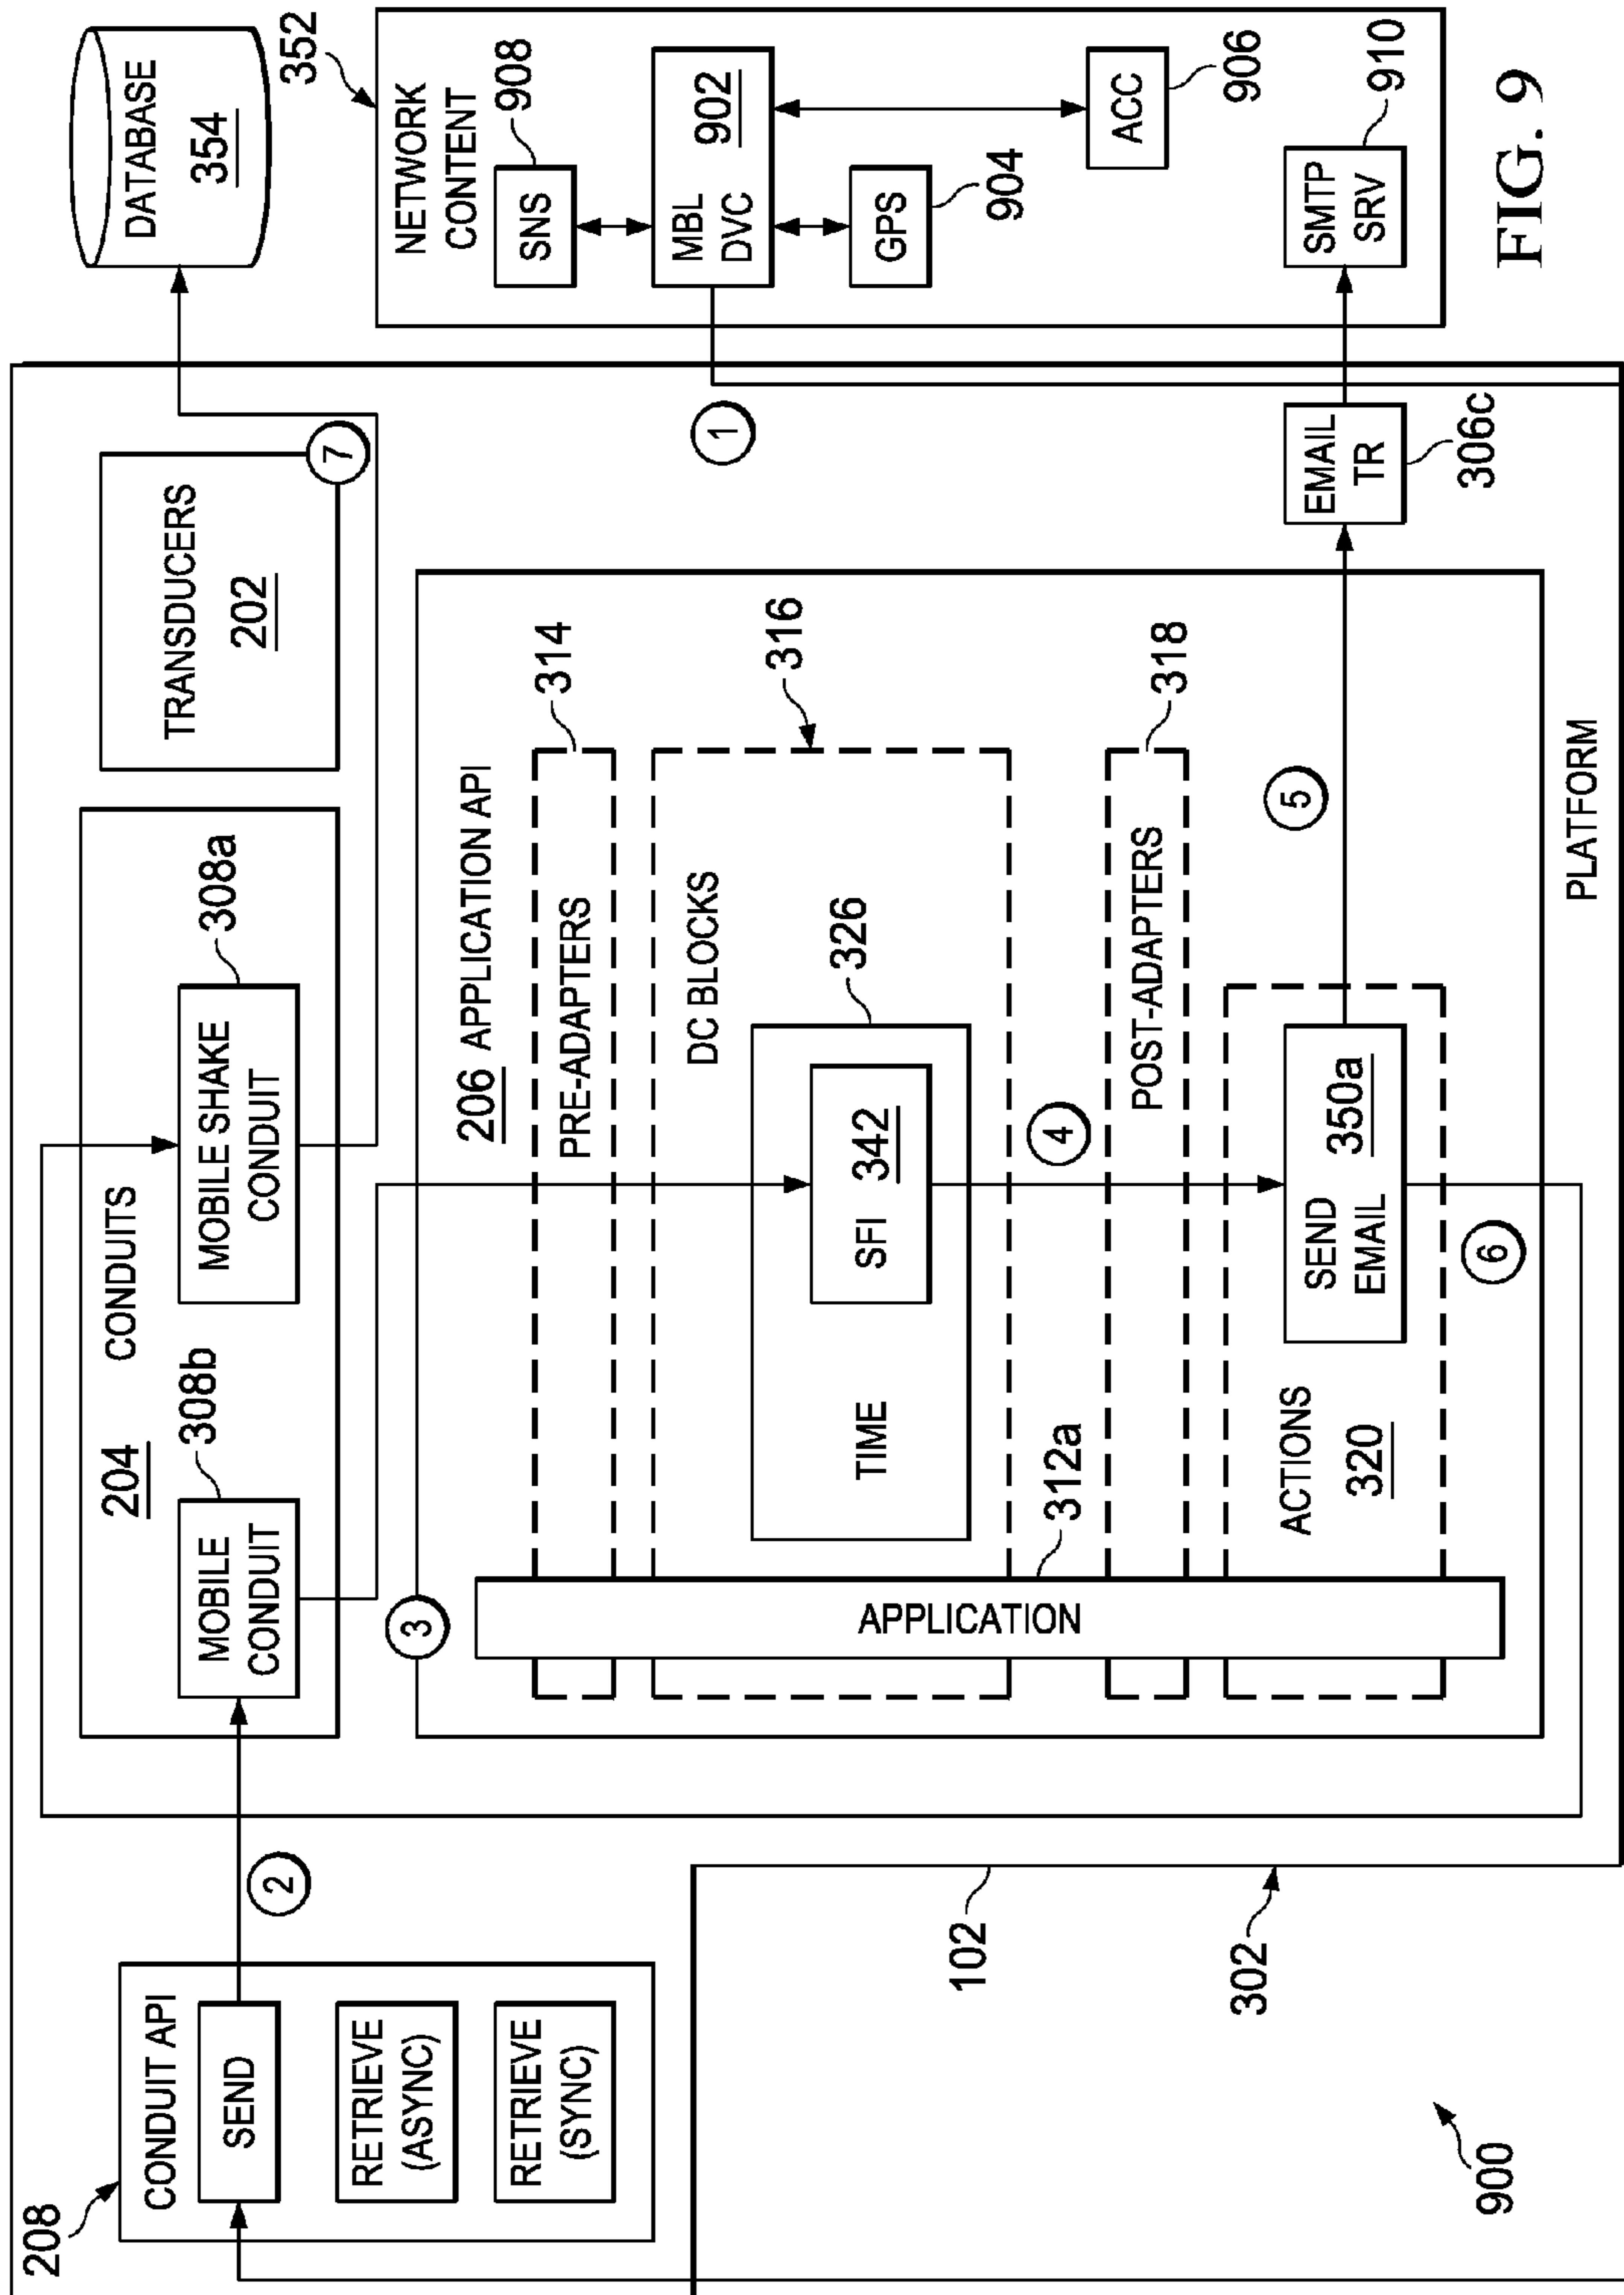 208
CONDUIT API
SEND
RETRIEVE
(ASYNC)
RETRIEVE
(SYNC)
2
CONDUITS
204
308b
MOBILE
CONDUIT
308a
MOBILE SHAKE
CONDUIT
TRANSDUCERS
202
7
DATABASE
354
352
NETWORK
CONTENT
SNS
908
MBL
DVC
902
GPS
904
ACC
906
SMTP
SRV
910
1
3
206 APPLICATION API
314
PRE-ADAPTERS
316
DC BLOCKS
326
TIME
SFI
342
312a
APPLICATION
4
318
POST-ADAPTERS
ACTIONS
320
SEND
EMAIL
350a
5
EMAIL
TR
306c
6
PLATFORM
102
302
900
FIG. 9